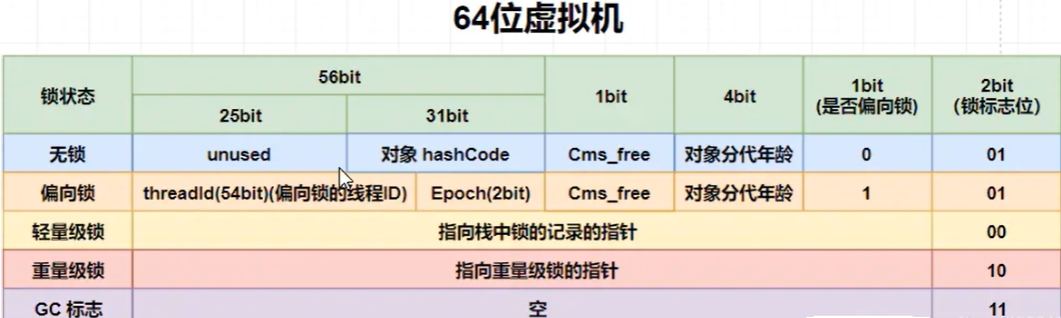 64位虚拟机
锁状态 56bit 1bit 4bit 1bit (是否偏向锁) 2bit (锁标志位)
25bit 31bit
无锁 unused 对象 hashCode Cms_free 对象分代年龄 0 01
偏向锁 threadId(54bit)(偏向锁的线程ID) Epoch(2bit) Cms_free 对象分代年龄 1 01
轻量级锁 指向栈中锁的记录的指针 00
重量级锁 指向重量级锁的指针 10
GC 标志 空 11